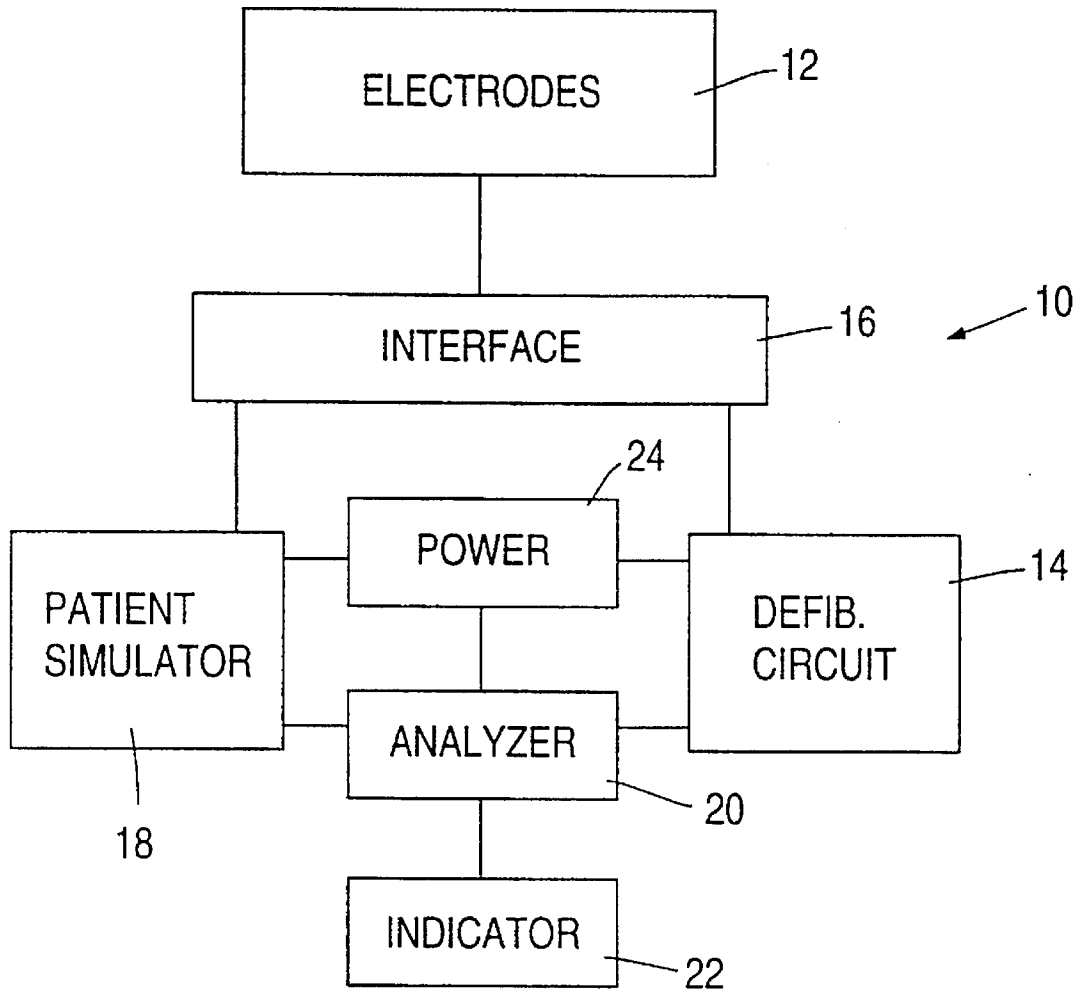 ELECTRODES
12
INTERFACE
16
10
24
POWER
PATIENT
SIMULATOR
DEFIB.
CIRCUIT
14
ANALYZER
18
20
INDICATOR
22